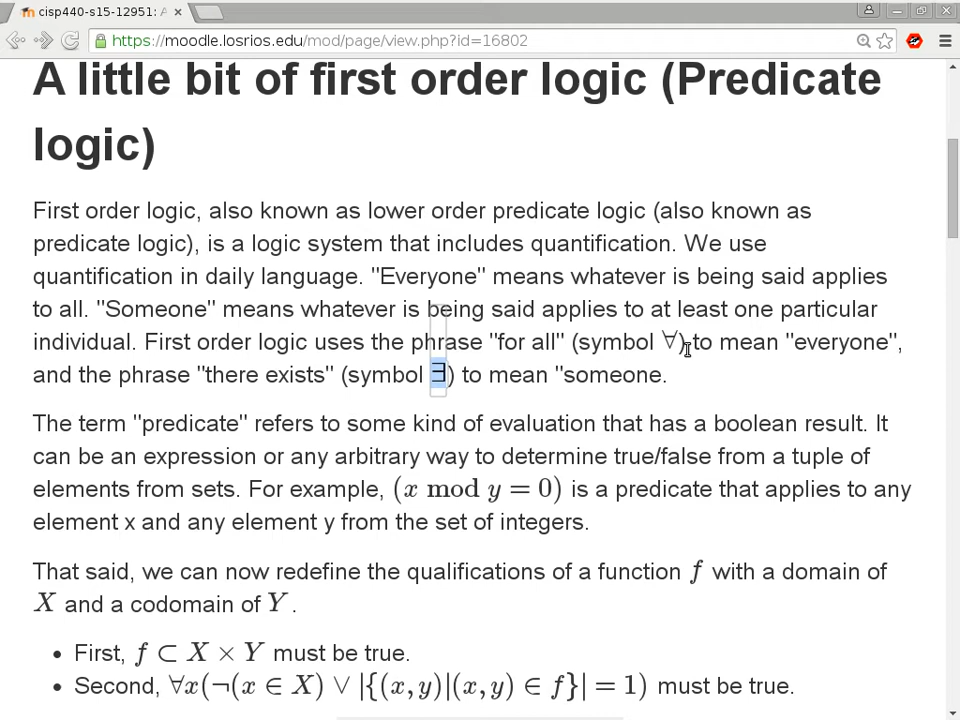 cisp440-s15-12951: A
https://moodle.losrios.edu/mod/page/view.php?id=16802
A little bit of first order logic (Predicate
logic)
First order logic, also known as lower order predicate logic (also known as
predicate logic), is a logic system that includes quantification. We use
quantification in daily language. "Everyone" means whatever is being said applies
to all. "Someone" means whatever is being said applies to at least one particular
individual. First order logic uses the phrase "for all" (symbol ∀) to mean "everyone",
and the phrase "there exists" (symbol ∃) to mean "someone.
The term "predicate" refers to some kind of evaluation that has a boolean result. It
can be an expression or any arbitrary way to determine true/false from a tuple of
elements from sets. For example, (x mod y = 0) is a predicate that applies to any
element x and any element y from the set of integers.
That said, we can now redefine the qualifications of a function f with a domain of
X and a codomain of Y.
• First, f ⊂ X × Y must be true.
• Second, ∀x(¬(x ∈ X) ∨ |{(x, y)|(x, y) ∈ f}| = 1) must be true.